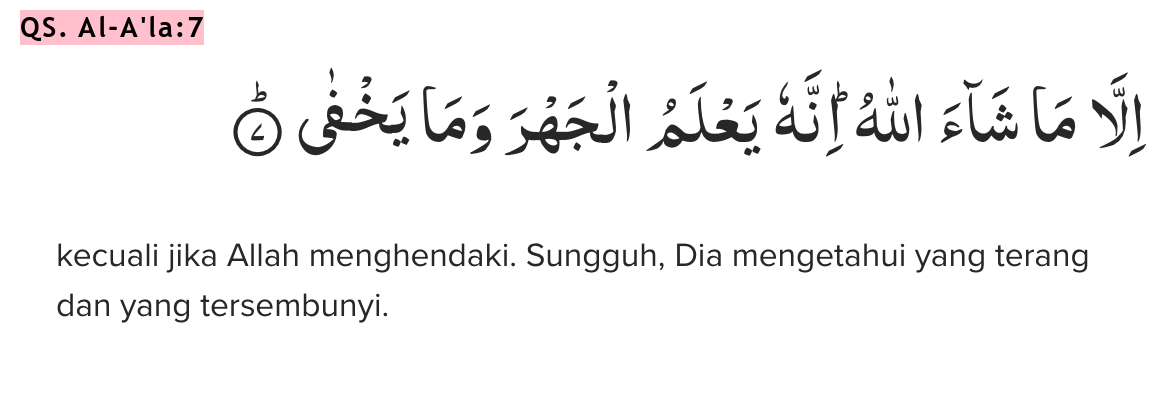 QS. Al-A'la:7
اِلَّا مَا شَاۤءَ اللّٰهُ ۗاِنَّهٗ يَعْلَمُ الْجَهْرَ وَمَا يَخْفٰىۗ ٧
kecuali jika Allah menghendaki. Sungguh, Dia mengetahui yang terang
dan yang tersembunyi.